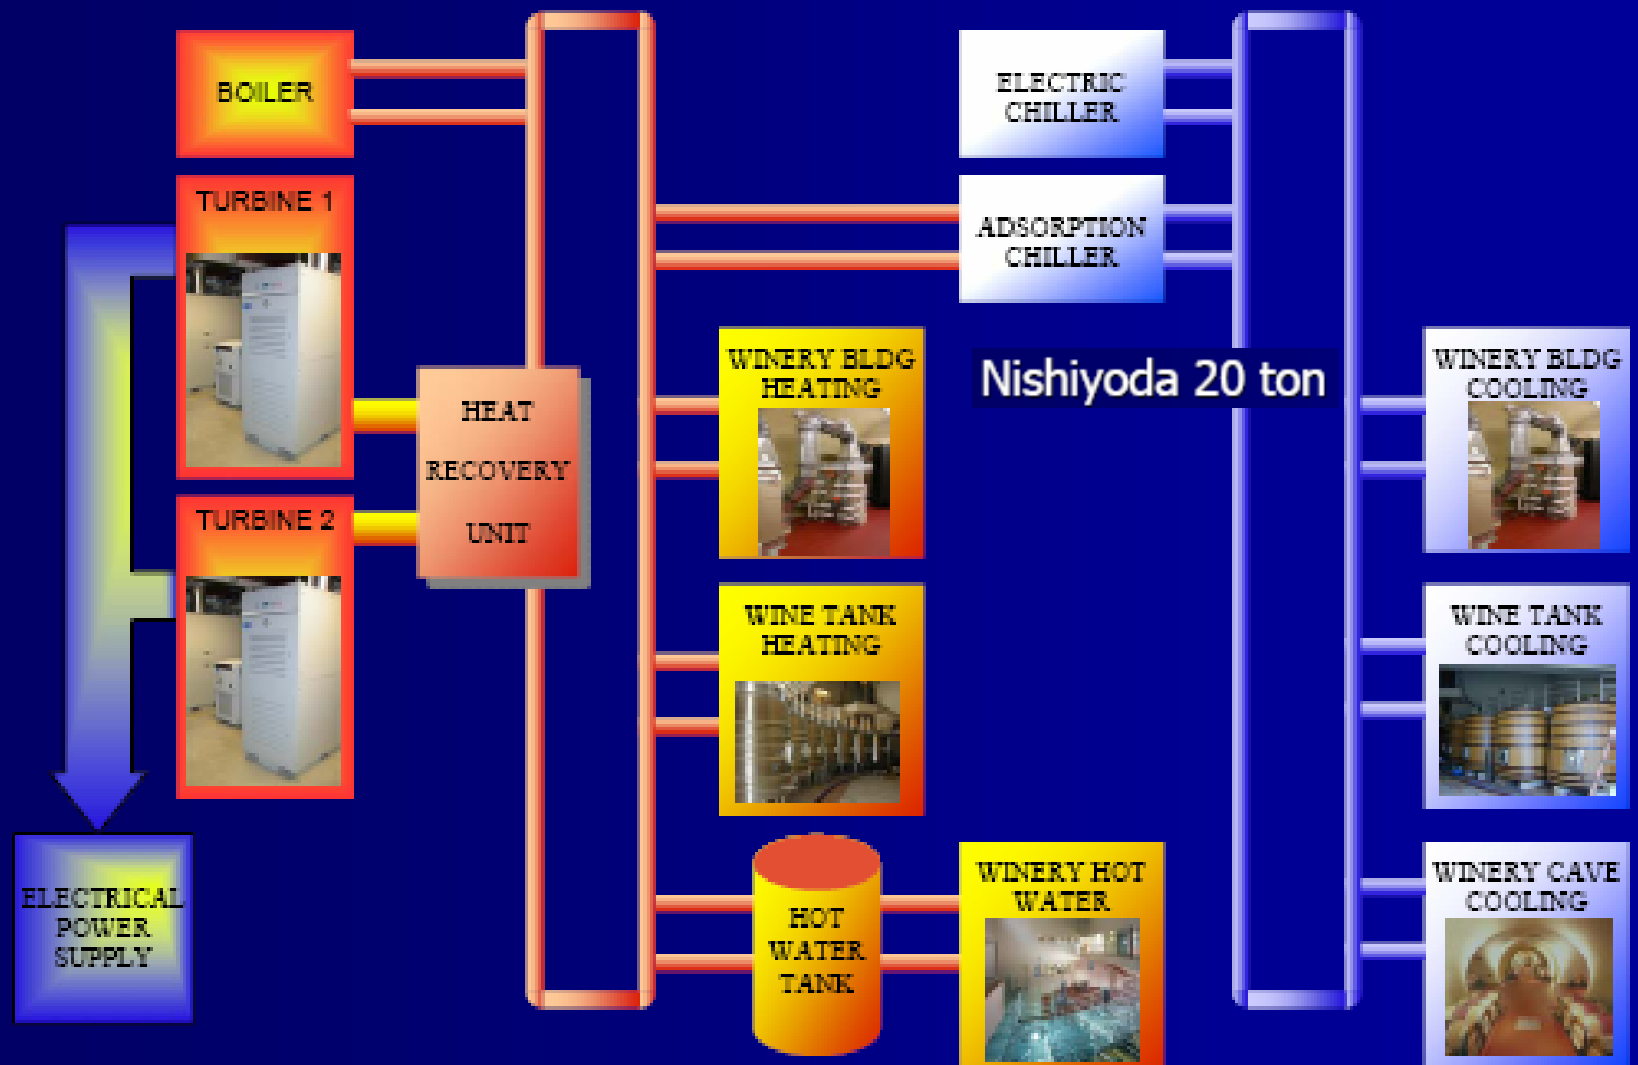 BOILER
TURBINE 1
TURBINE 2
HEAT
RECOVERY
UNIT
ELECTRICAL
POWER
SUPPLY
ELECTRIC
CHILLER
ADSORPTION
CHILLER
Nishiyoda 20 ton
WINERY BLDG
HEATING
WINE TANK
HEATING
HOT
WATER
TANK
WINERY HOT
WATER
WINERY BLDG
COOLING
WINE TANK
COOLING
WINERY CAVE
COOLING